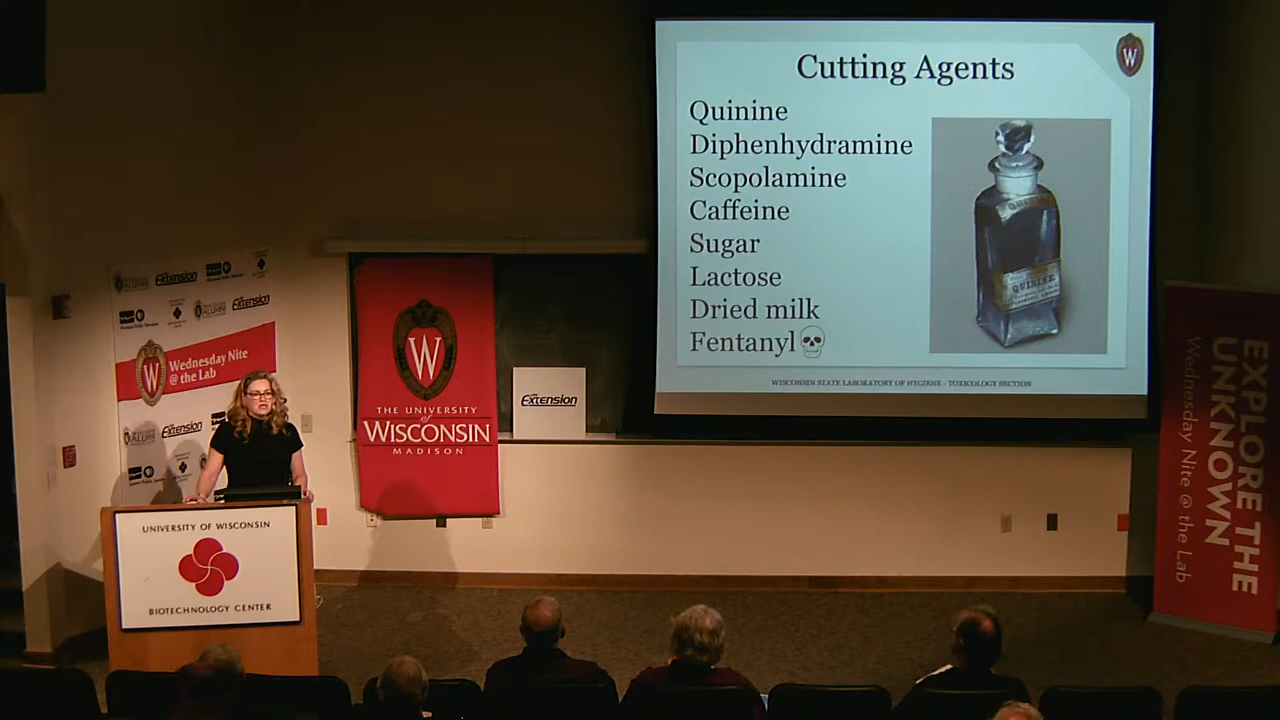 Cutting Agents
W
Quinine
Diphenhydramine
Scopolamine
Caffeine
Sugar
Lactose
Dried milk
Fentanyl
QUININE
WISCONSIN STATE LABORATORY OF HYGIENE - TOXICOLOGY SECTION
Extension
Extension
Wednesday Nite
@ the Lab
Extension
W
THE UNIVERSITY
of
WISCONSIN
MADISON
Extension
UNIVERSITY OF WISCONSIN
BIOTECHNOLOGY CENTER
EXPLORE THE
UNKNOWN
Wednesday Nite @ the Lab